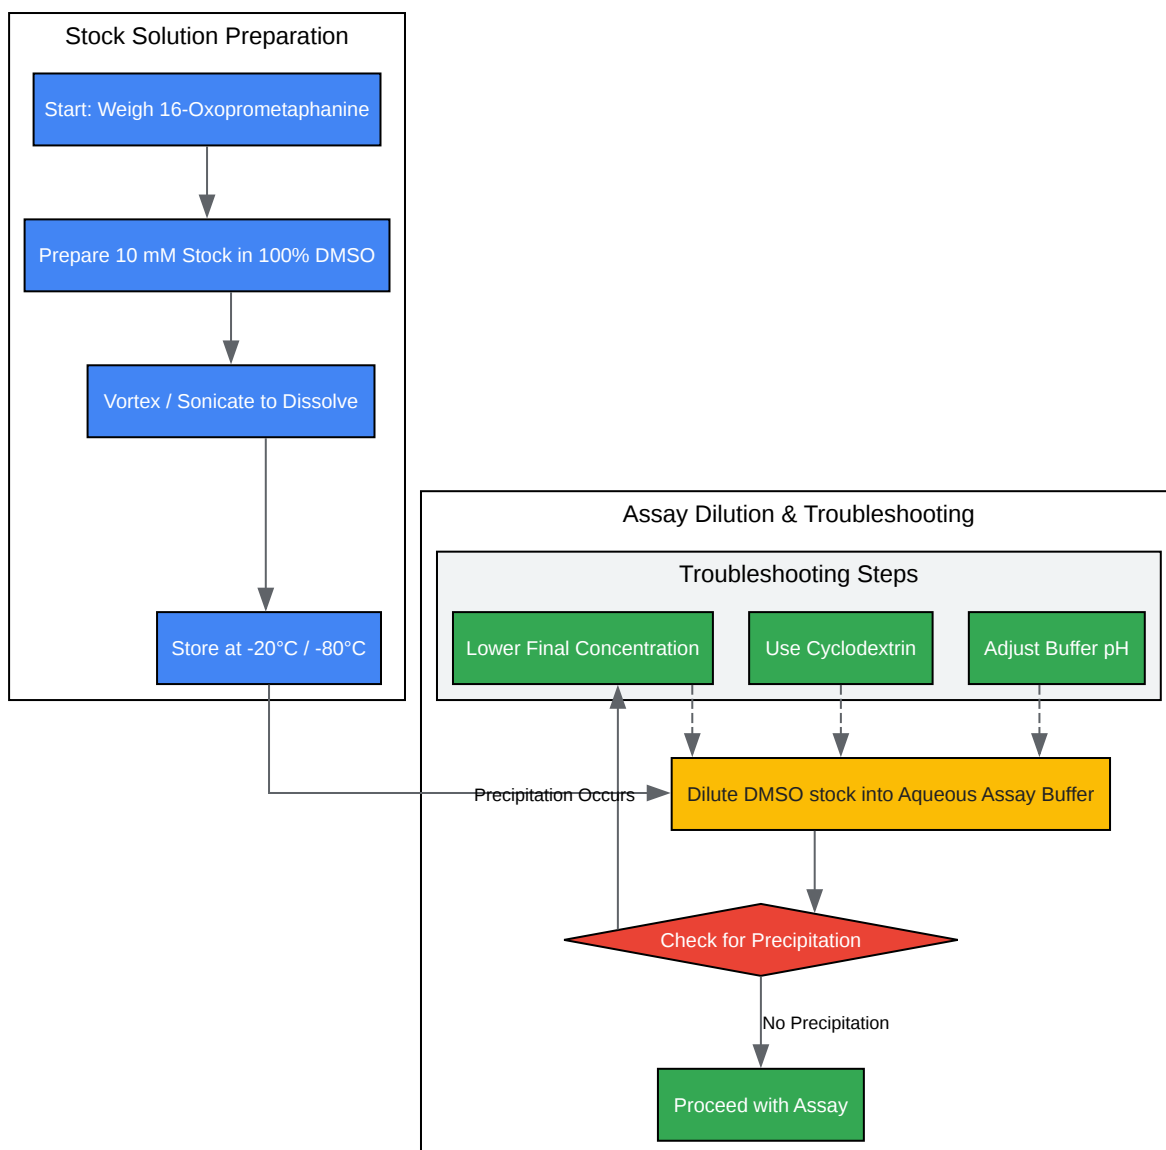 Stock Solution Preparation
Start: Weigh 16-Oxoprometaphanine
Prepare 10 mM Stock in 100% DMSO
Vortex / Sonicate to Dissolve
Store at -20°C / -80°C
Assay Dilution & Troubleshooting
Troubleshooting Steps
Lower Final Concentration
Use Cyclodextrin
Adjust Buffer pH
Precipitation Occurs
Dilute DMSO stock into Aqueous Assay Buffer
Check for Precipitation
No Precipitation
Proceed with Assay